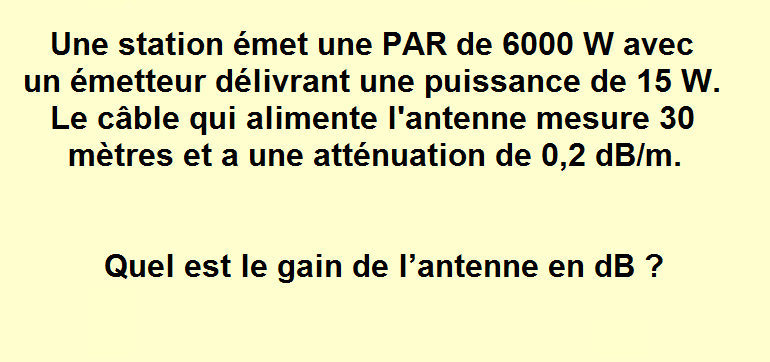 Une station émet une PAR de 6000 W avec
un émetteur délivrant une puissance de 15 W.
Le câble qui alimente l'antenne mesure 30
mètres et a une atténuation de 0,2 dB/m.
Quel est le gain de l’antenne en dB ?